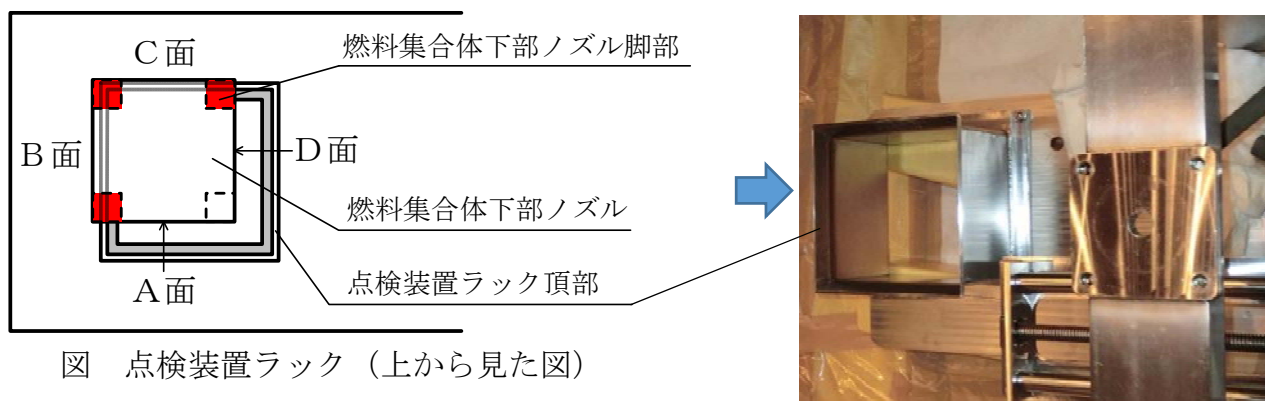 C面
燃料集合体下部ノズル脚部
B面
D面
燃料集合体下部ノズル
A面
点検装置ラック頂部
図 点検装置ラック（上から見た図）